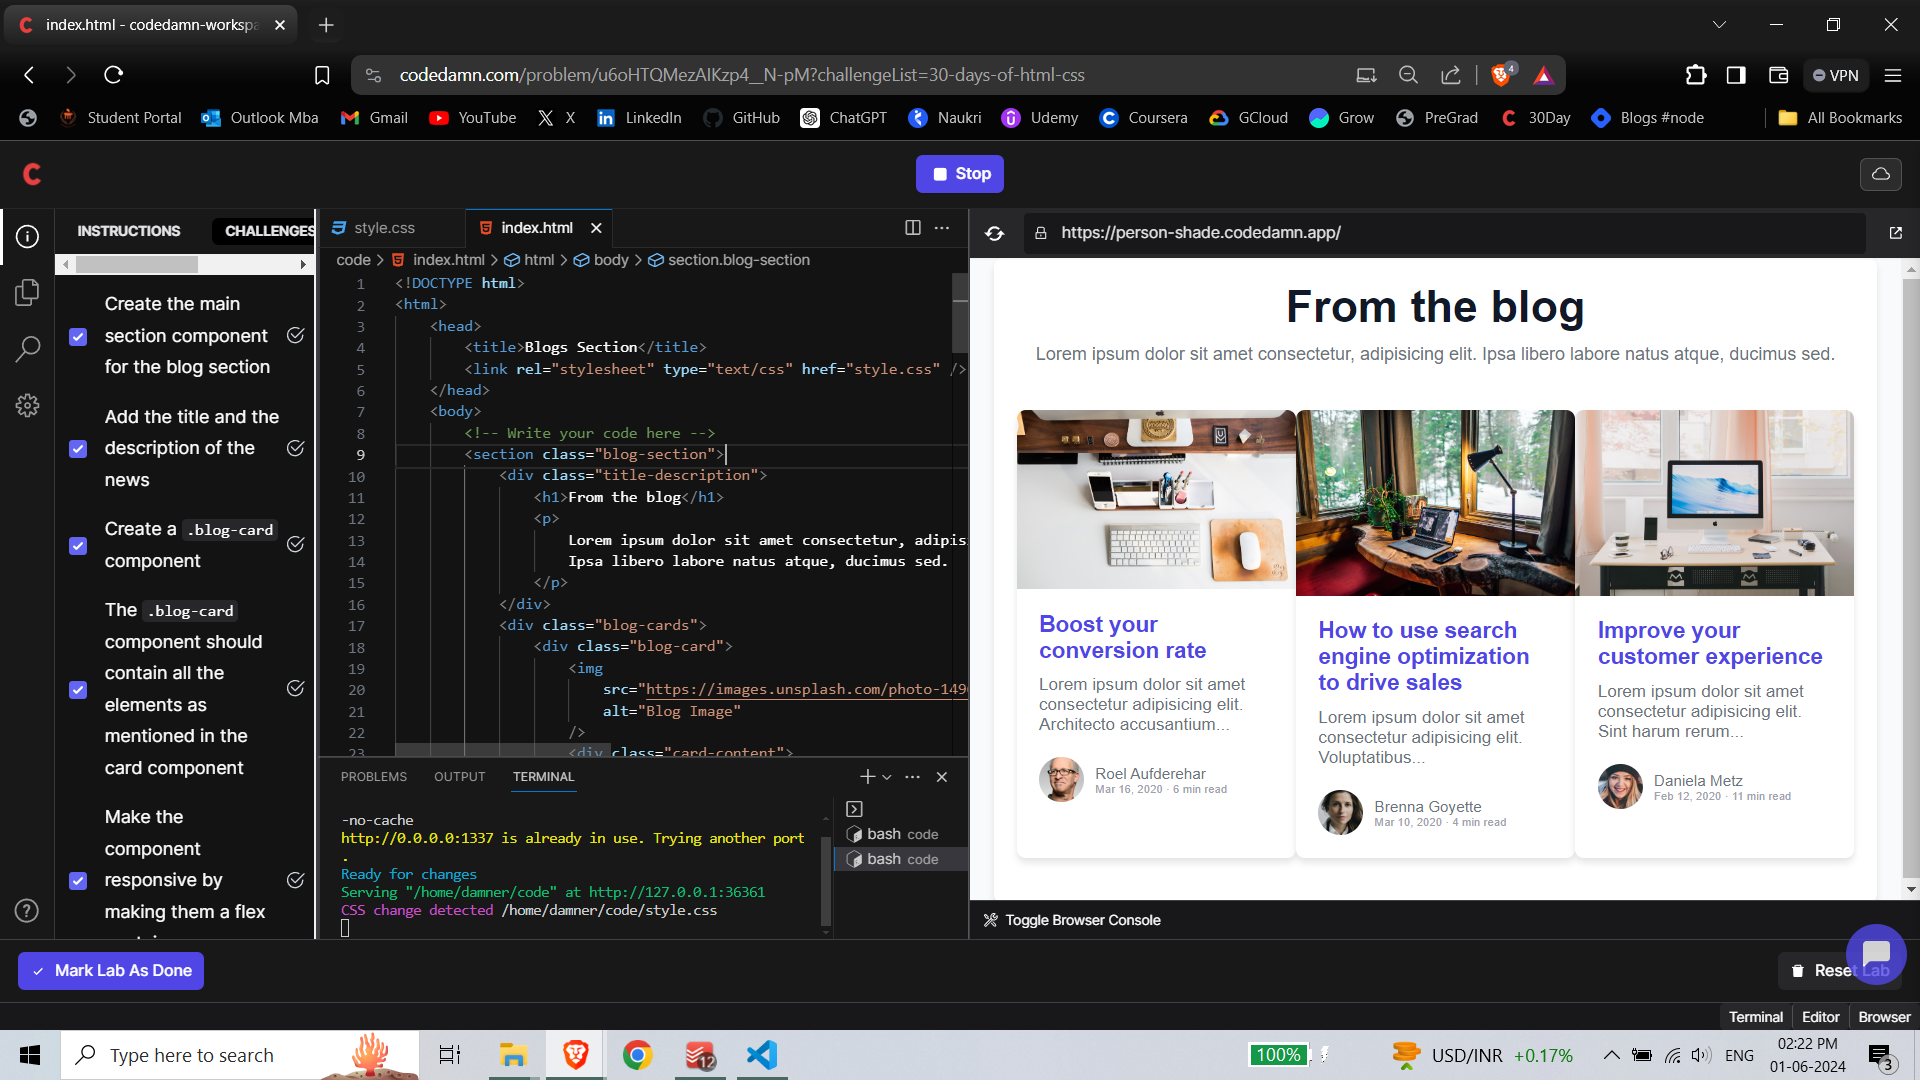 index.html - codedamn-workspa
codedamn.com/problem/u6oHTQMezAIKzp4__N-pM?challengeList=30-days-of-html-css
4
VPN
Student Portal
Outlook Mba
Gmail
YouTube
X
LinkedIn
GitHub
ChatGPT
Naukri
Udemy
Coursera
GCloud
Grow
PreGrad
30Day
Blogs #node
All Bookmarks
Stop
INSTRUCTIONS
CHALLENGES
Create the main
section component
for the blog section
Add the title and the
description of the
news
Create a .blog-card
component
The .blog-card
component should
contain all the
elements as
mentioned in the
card component
Make the
component
responsive by
making them a flex
style.css
index.html
code > index.html > html > body > section.blog-section
1 <!DOCTYPE html>
2 <html>
3 <head>
4 <title>Blogs Section</title>
5 <link rel="stylesheet" type="text/css" href="style.css" />
6 </head>
7 <body>
8 <!-- Write your code here -->
9 <section class="blog-section">
10 <div class="title-description">
11 <h1>From the blog</h1>
12 <p>
13 Lorem ipsum dolor sit amet consectetur, adipis
14 Ipsa libero labore natus atque, ducimus sed.
15 </p>
16 </div>
17 <div class="blog-cards">
18 <div class="blog-card">
19 <img
20 src="https://images.unsplash.com/photo-149
21 alt="Blog Image"
22 />
23 <div class="card-content">
PROBLEMS
OUTPUT
TERMINAL
-no-cache
http://0.0.0.0:1337 is already in use. Trying another port
.
Ready for changes
Serving "/home/damner/code" at http://127.0.0.1:36361
CSS change detected /home/damner/code/style.css
bash code
bash code
https://person-shade.codedamn.app/
From the blog
Lorem ipsum dolor sit amet consectetur, adipisicing elit. Ipsa libero labore natus atque, ducimus sed.
Boost your
conversion rate
Lorem ipsum dolor sit amet
consectetur adipisicing elit.
Architecto accusantium...
Roel Aufderehar
Mar 16, 2020 · 6 min read
How to use search
engine optimization
to drive sales
Lorem ipsum dolor sit amet
consectetur adipisicing elit.
Voluptatibus...
Brenna Goyette
Mar 10, 2020 · 4 min read
Improve your
customer experience
Lorem ipsum dolor sit amet
consectetur adipisicing elit.
Sint harum rerum...
Daniela Metz
Feb 12, 2020 · 11 min read
Toggle Browser Console
Mark Lab As Done
Reset Lab
Terminal
Editor
Browser
Type here to search
12
100%
USD/INR +0.17%
ENG
02:22 PM
01-06-2024
3